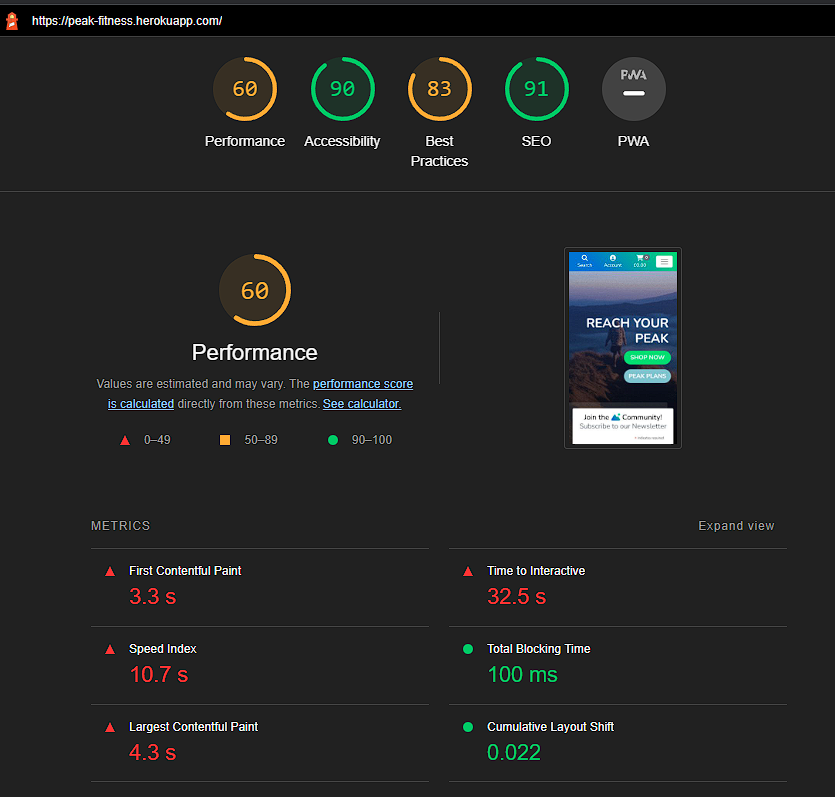 https://peak-fitness.herokuapp.com/
60
90
83
91
PWA
Performance
Accessibility
Best
Practices
SEO
PWA
60
Performance
Values are estimated and may vary. The performance score
is calculated directly from these metrics. See calculator.
0–49
50–89
90–100
Search
Account
£0.00
REACH YOUR
PEAK
SHOP NOW
PEAK PLANS
Join the Community!
Subscribe to our Newsletter
METRICS
Expand view
First Contentful Paint
3.3 s
Time to Interactive
32.5 s
Speed Index
10.7 s
Total Blocking Time
100 ms
Largest Contentful Paint
4.3 s
Cumulative Layout Shift
0.022